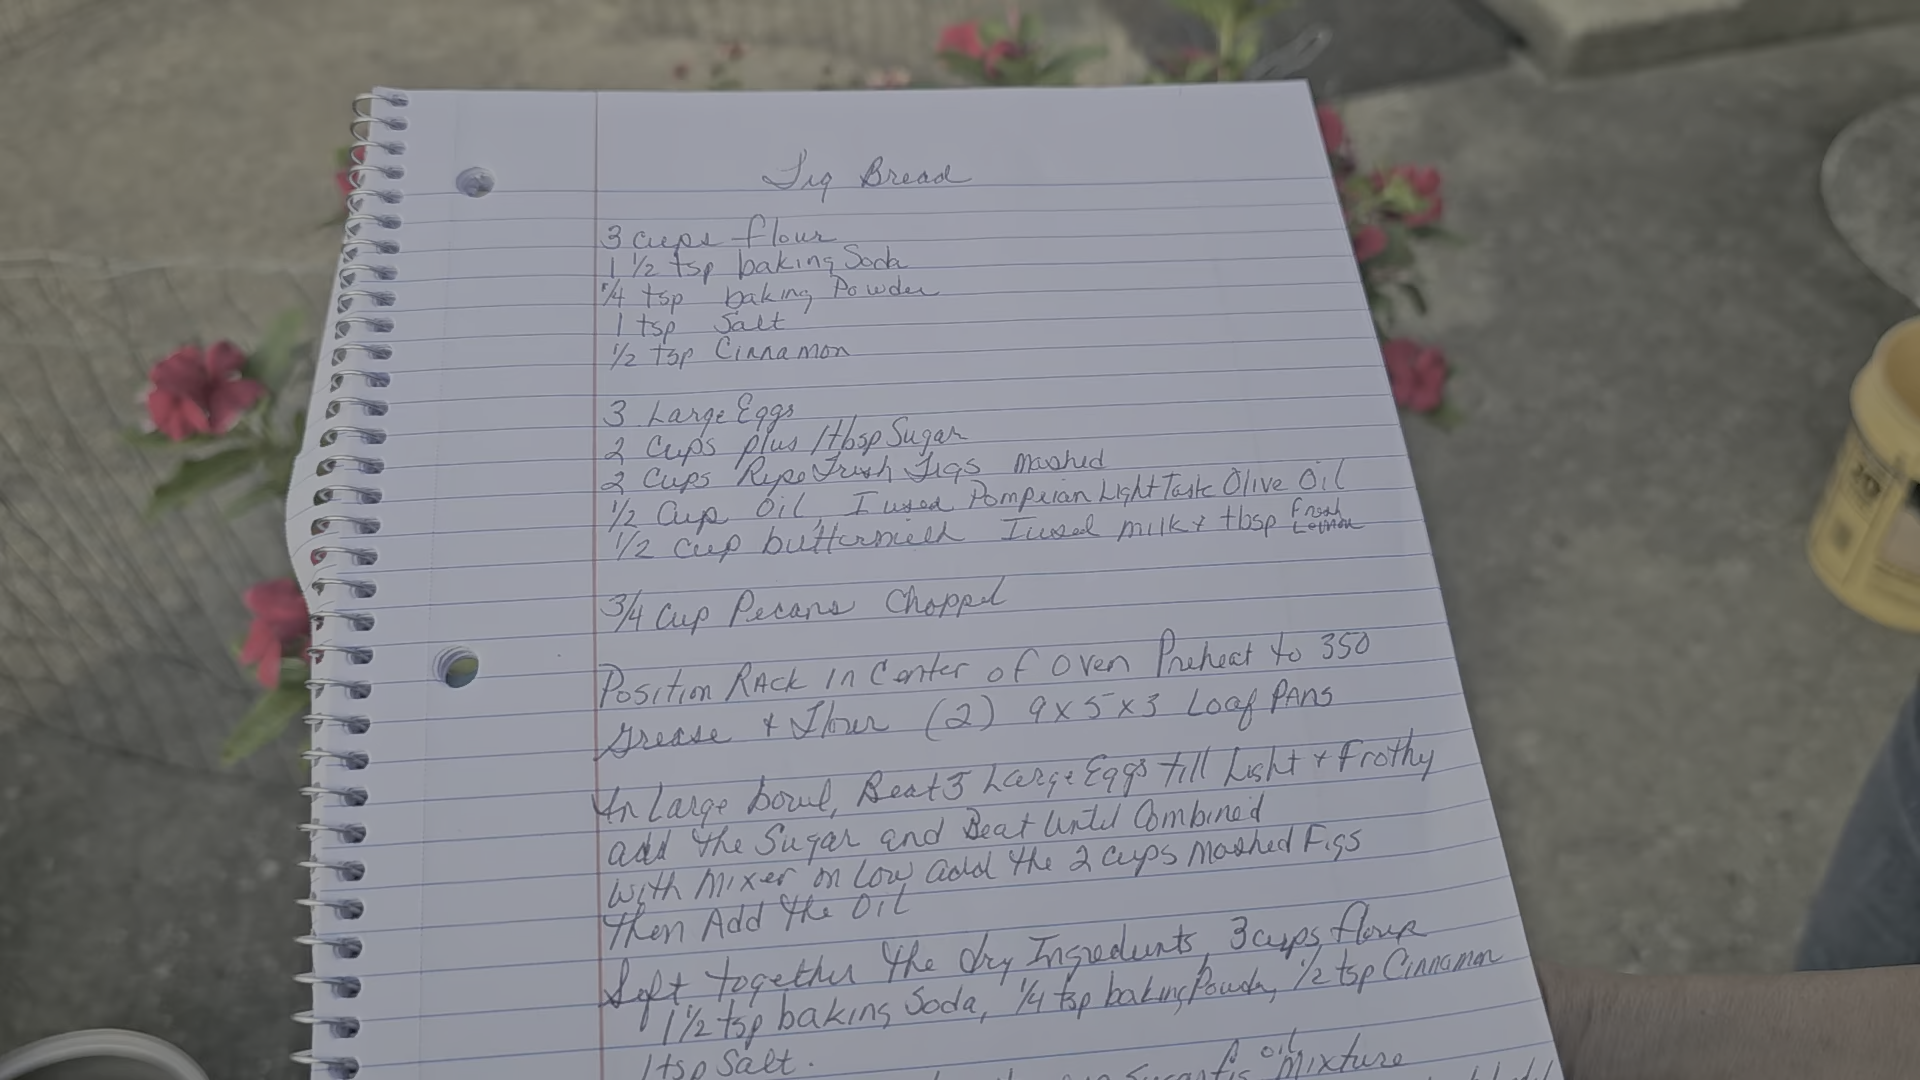 Fig Bread
3 cups flour
1 1/2 tsp baking Soda
1/4 tsp baking Powder
1 tsp Salt
1/2 tsp Cinnamon
3 Large Eggs
2 Cups plus 1 tbsp Sugar
2 Cups Ripe Fresh Figs mashed
1/2 Cup Oil, I used Pompeian Light Taste Olive Oil
1/2 cup buttermilk I used milk + tbsp Fresh Lemon
3/4 Cup Pecans Chopped
Position Rack in Center of Oven Preheat to 350
Grease + Flour (2) 9x5x3 Loaf PANS
In Large bowl, Beat 3 Large Eggs till Light + Frothy
add the Sugar and Beat Until Combined
With Mixer on Low add the 2 cups Mashed Figs
Then Add the Oil
Sift together the dry Ingredients, 3 cups flour
1 1/2 tsp baking Soda, 1/4 tsp baking Powder, 1/2 tsp Cinnamon
1 tsp Salt.
oil Mixture